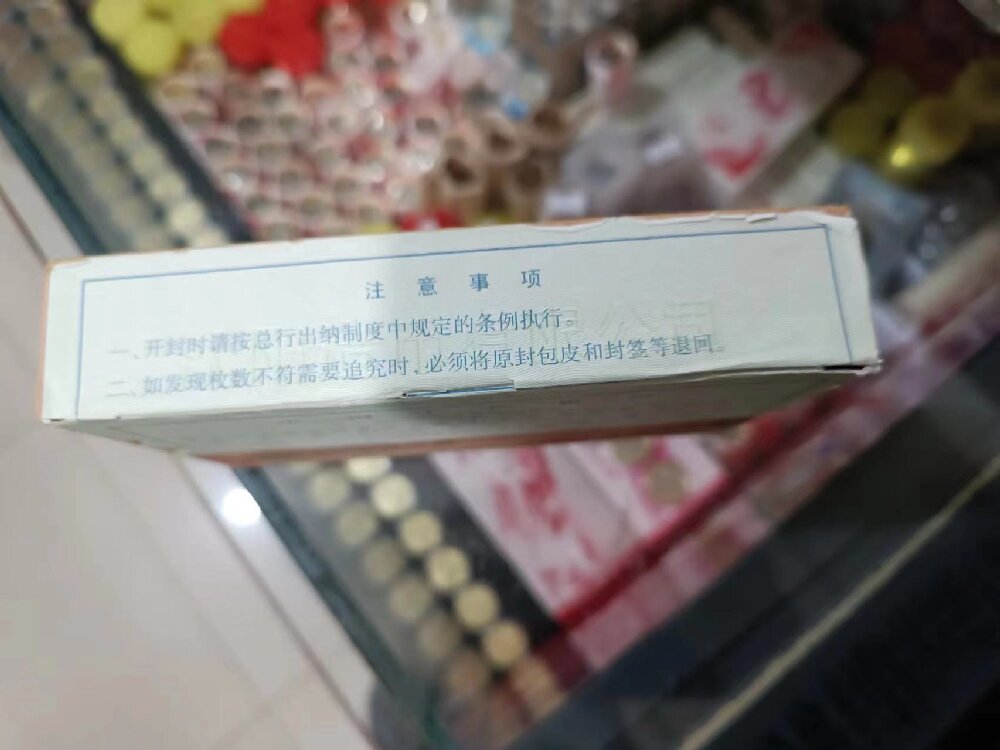 注意事项
一、开封时请按总行出纳制度中规定的条例执行。
二、如发现枚数不符需要追究时，必须将原封包皮和封签等退回。